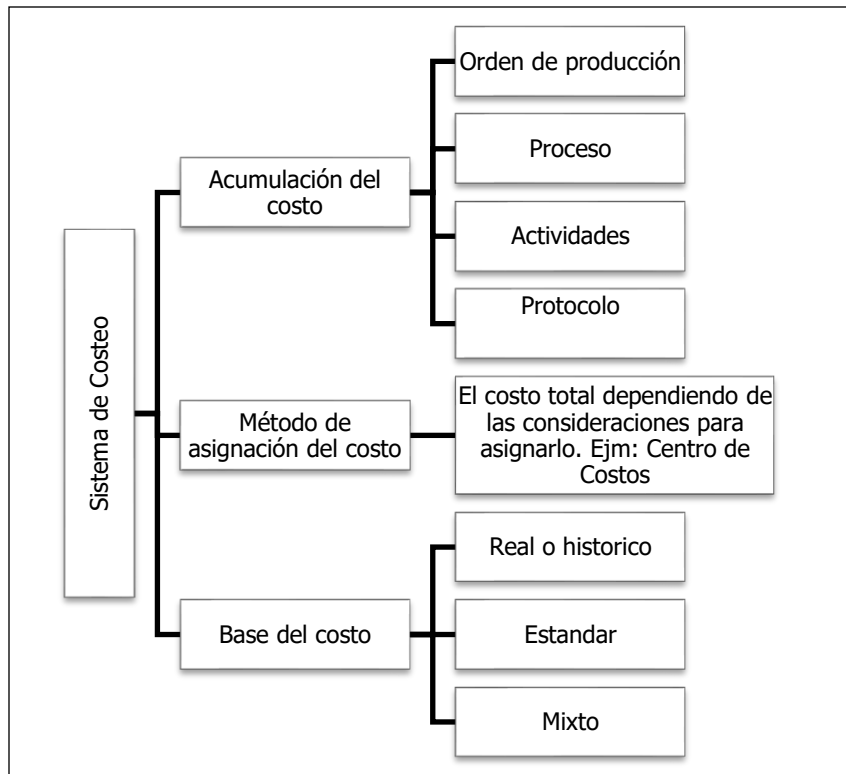 Sistema de Costeo
Acumulación del
costo
Orden de producción
Proceso
Actividades
Protocolo
Método de
asignación del costo
El costo total dependiendo de
las consideraciones para
asignarlo. Ejm: Centro de
Costos
Base del costo
Real o historico
Estandar
Mixto